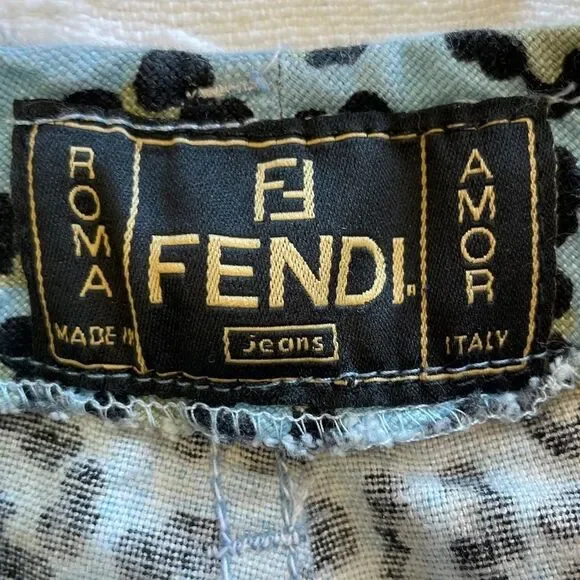 ROMA
MADE IN
FF
FENDI
jeans
AMOR
ITALY